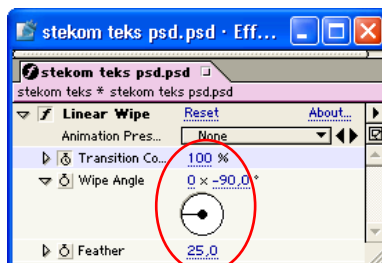 stekom teks psd.psd · Eff...
stekom teks psd.psd
stekom teks * stekom teks psd.psd
Linear Wipe Reset About...
Animation Pres... None
Transition Co... 100 %
Wipe Angle 0 x -90,0 °
Feather 25,0